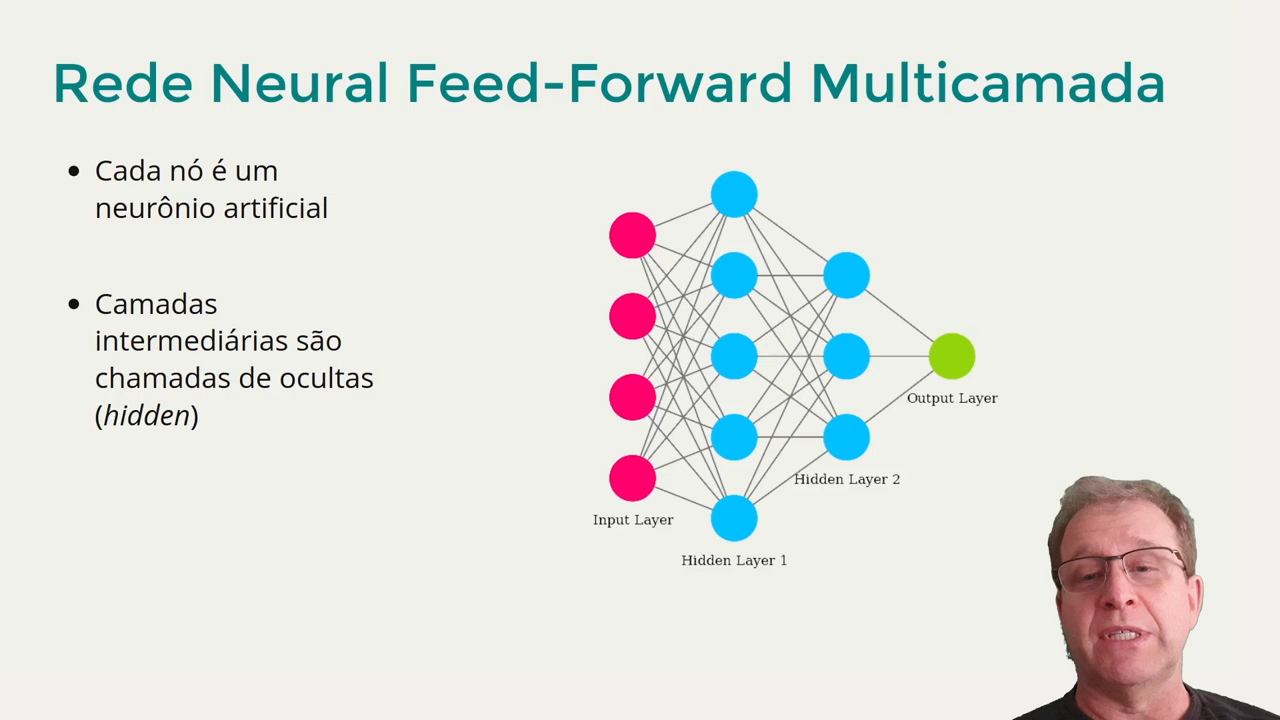 Rede Neural Feed-Forward Multicamada
• Cada nó é um
neurônio artificial
• Camadas
intermediárias são
chamadas de ocultas
(hidden)
Input Layer
Hidden Layer 1
Hidden Layer 2
Output Layer